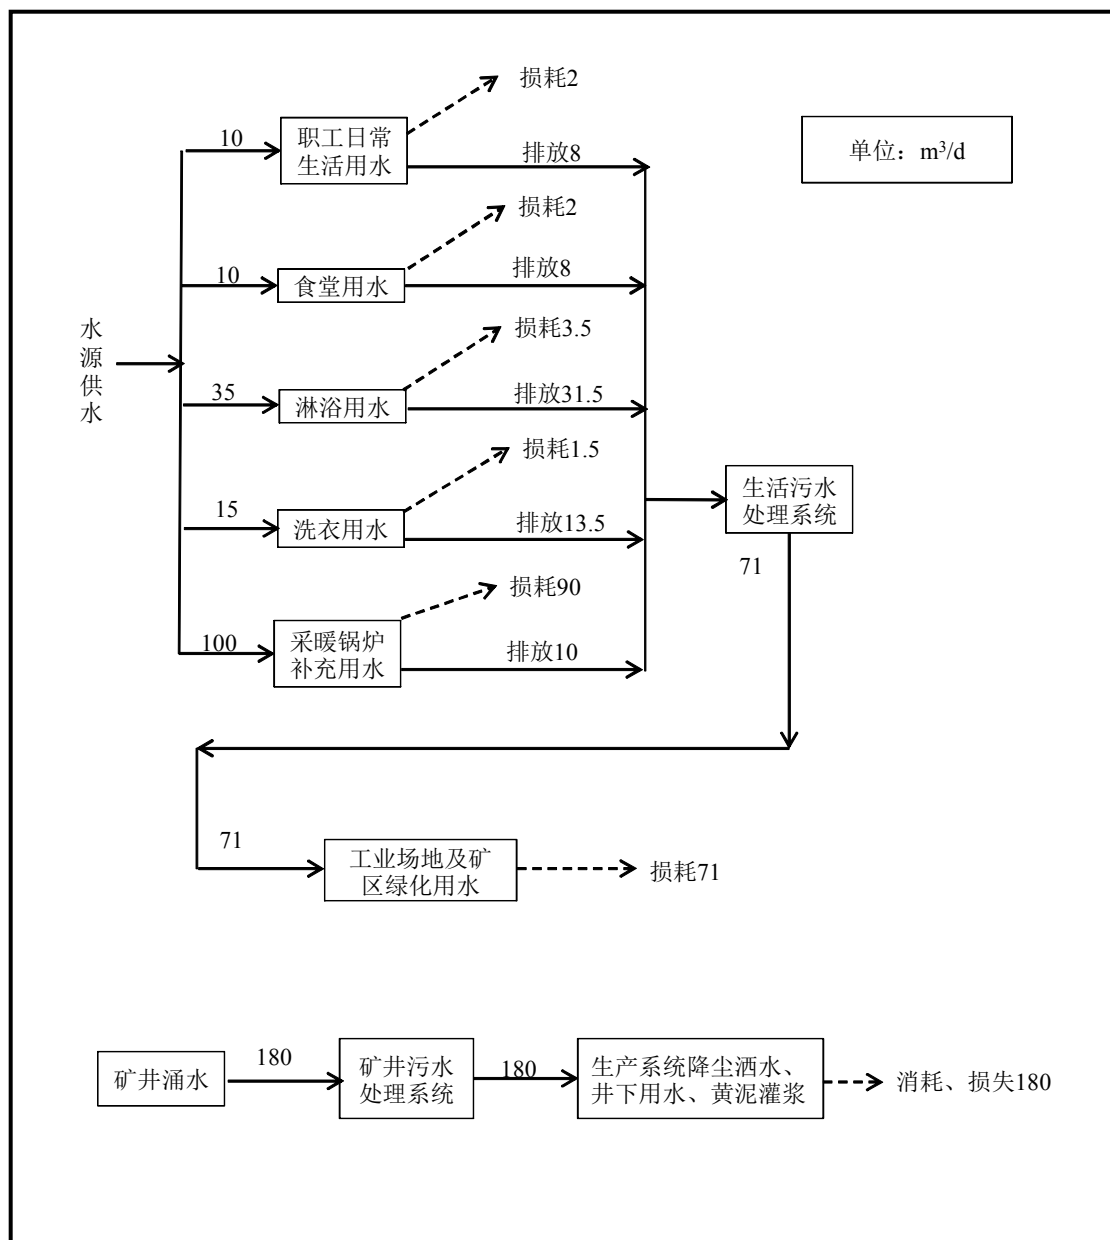 损耗2
10
职工日常
生活用水
排放8
单位：m³/d
损耗2
10
食堂用水
排放8
水
源
供
水
损耗3.5
35
淋浴用水
排放31.5
损耗1.5
15
洗衣用水
排放13.5
生活污水
处理系统
71
损耗90
100
采暖锅炉
补充用水
排放10
71
工业场地及矿
区绿化用水
损耗71
矿井涌水
180
矿井污水
处理系统
180
生产系统降尘洒水、
井下用水、黄泥灌浆
消耗、损失180